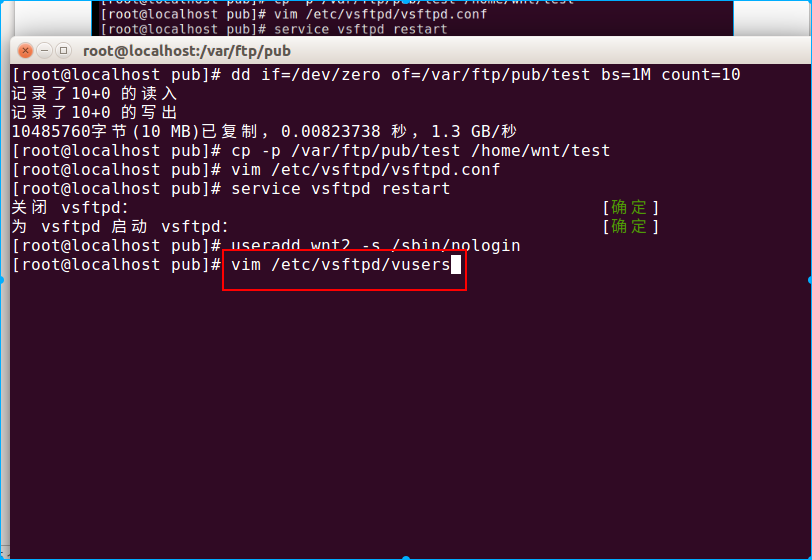 [root@localhost pub]# cp -p /var/ftp/pub/test /home/wnt/test
[root@localhost pub]# vim /etc/vsftpd/vsftpd.conf
[root@localhost pub]# service vsftpd restart
root@localhost:/var/ftp/pub
[root@localhost pub]# dd if=/dev/zero of=/var/ftp/pub/test bs=1M count=10
记录了10+0 的读入
记录了10+0 的写出
10485760字节(10 MB)已复制，0.00823738 秒，1.3 GB/秒
[root@localhost pub]# cp -p /var/ftp/pub/test /home/wnt/test
[root@localhost pub]# vim /etc/vsftpd/vsftpd.conf
[root@localhost pub]# service vsftpd restart
关闭 vsftpd： [确定]
为 vsftpd 启动 vsftpd： [确定]
[root@localhost pub]# useradd wnt2 -s /sbin/nologin
[root@localhost pub]# vim /etc/vsftpd/vusers